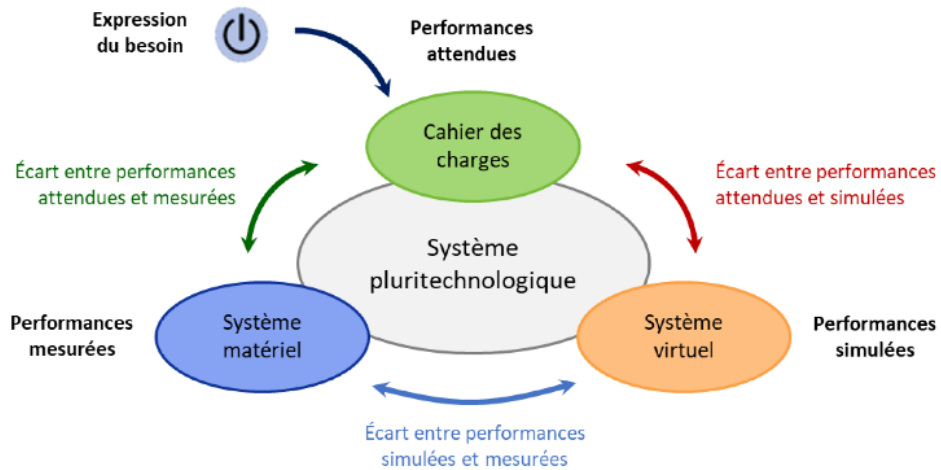 Expression
du besoin
Performances
attendues
Cahier des
charges
Écart entre performances
attendues et mesurées
Écart entre performances
attendues et simulées
Système
pluritechnologique
Performances
mesurées
Système
matériel
Système
virtuel
Performances
simulées
Écart entre performances
simulées et mesurées